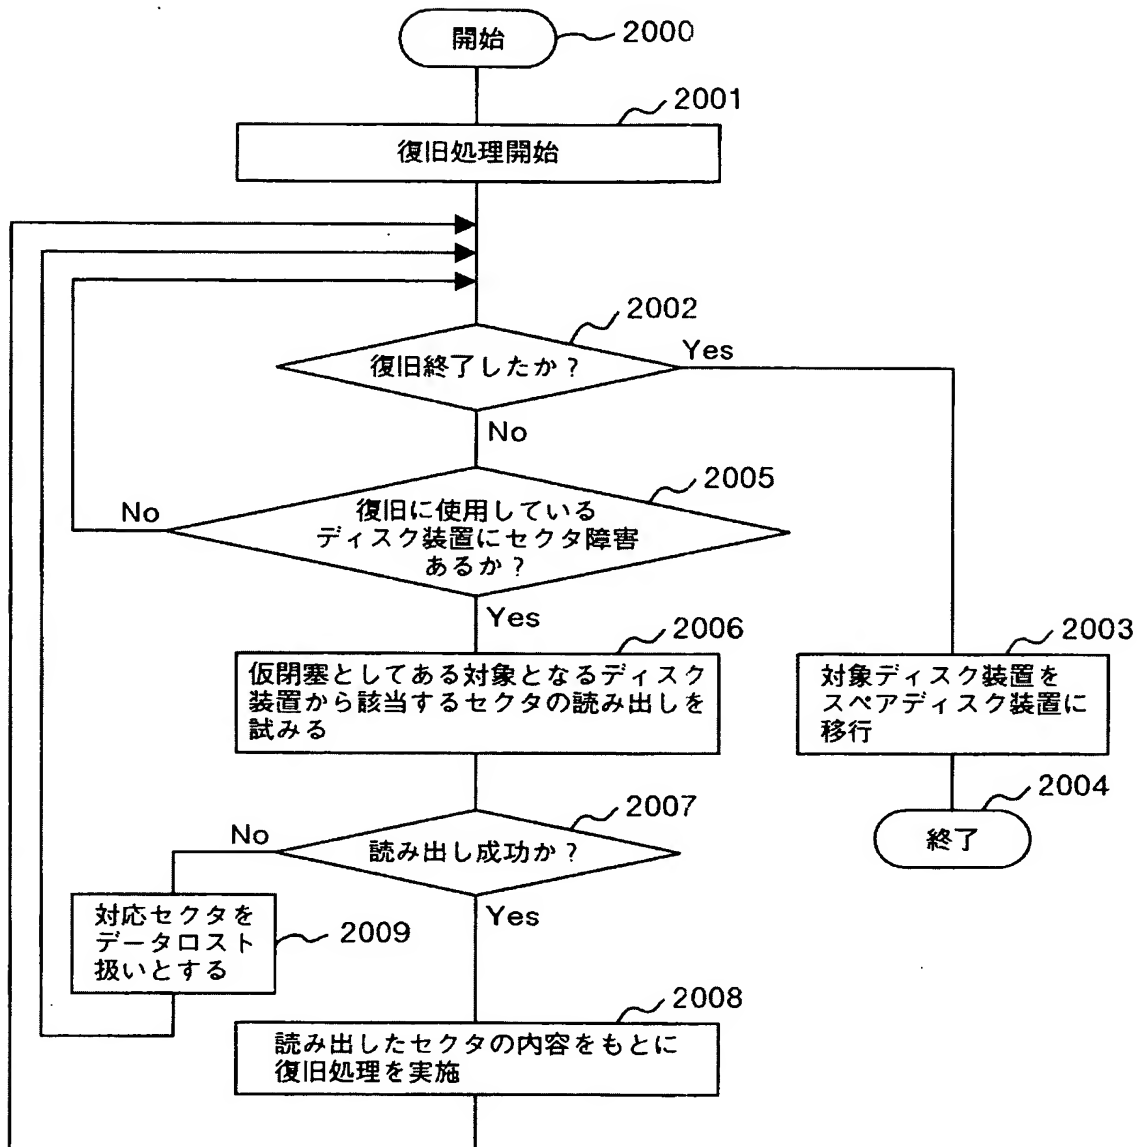 開始
2000
2001
復旧処理開始
2002
復旧終了したか？
Yes
No
2005
No
復旧に使用している
ディスク装置にセクタ障害
あるか？
Yes
2006
仮閉塞としてある対象となるディスク
装置から該当するセクタの読み出しを
試みる
2003
対象ディスク装置を
スペアディスク装置に
移行
2004
終了
2007
No
読み出し成功か？
Yes
対応セクタを
データロスト
扱いとする
2009
2008
読み出したセクタの内容をもとに
復旧処理を実施